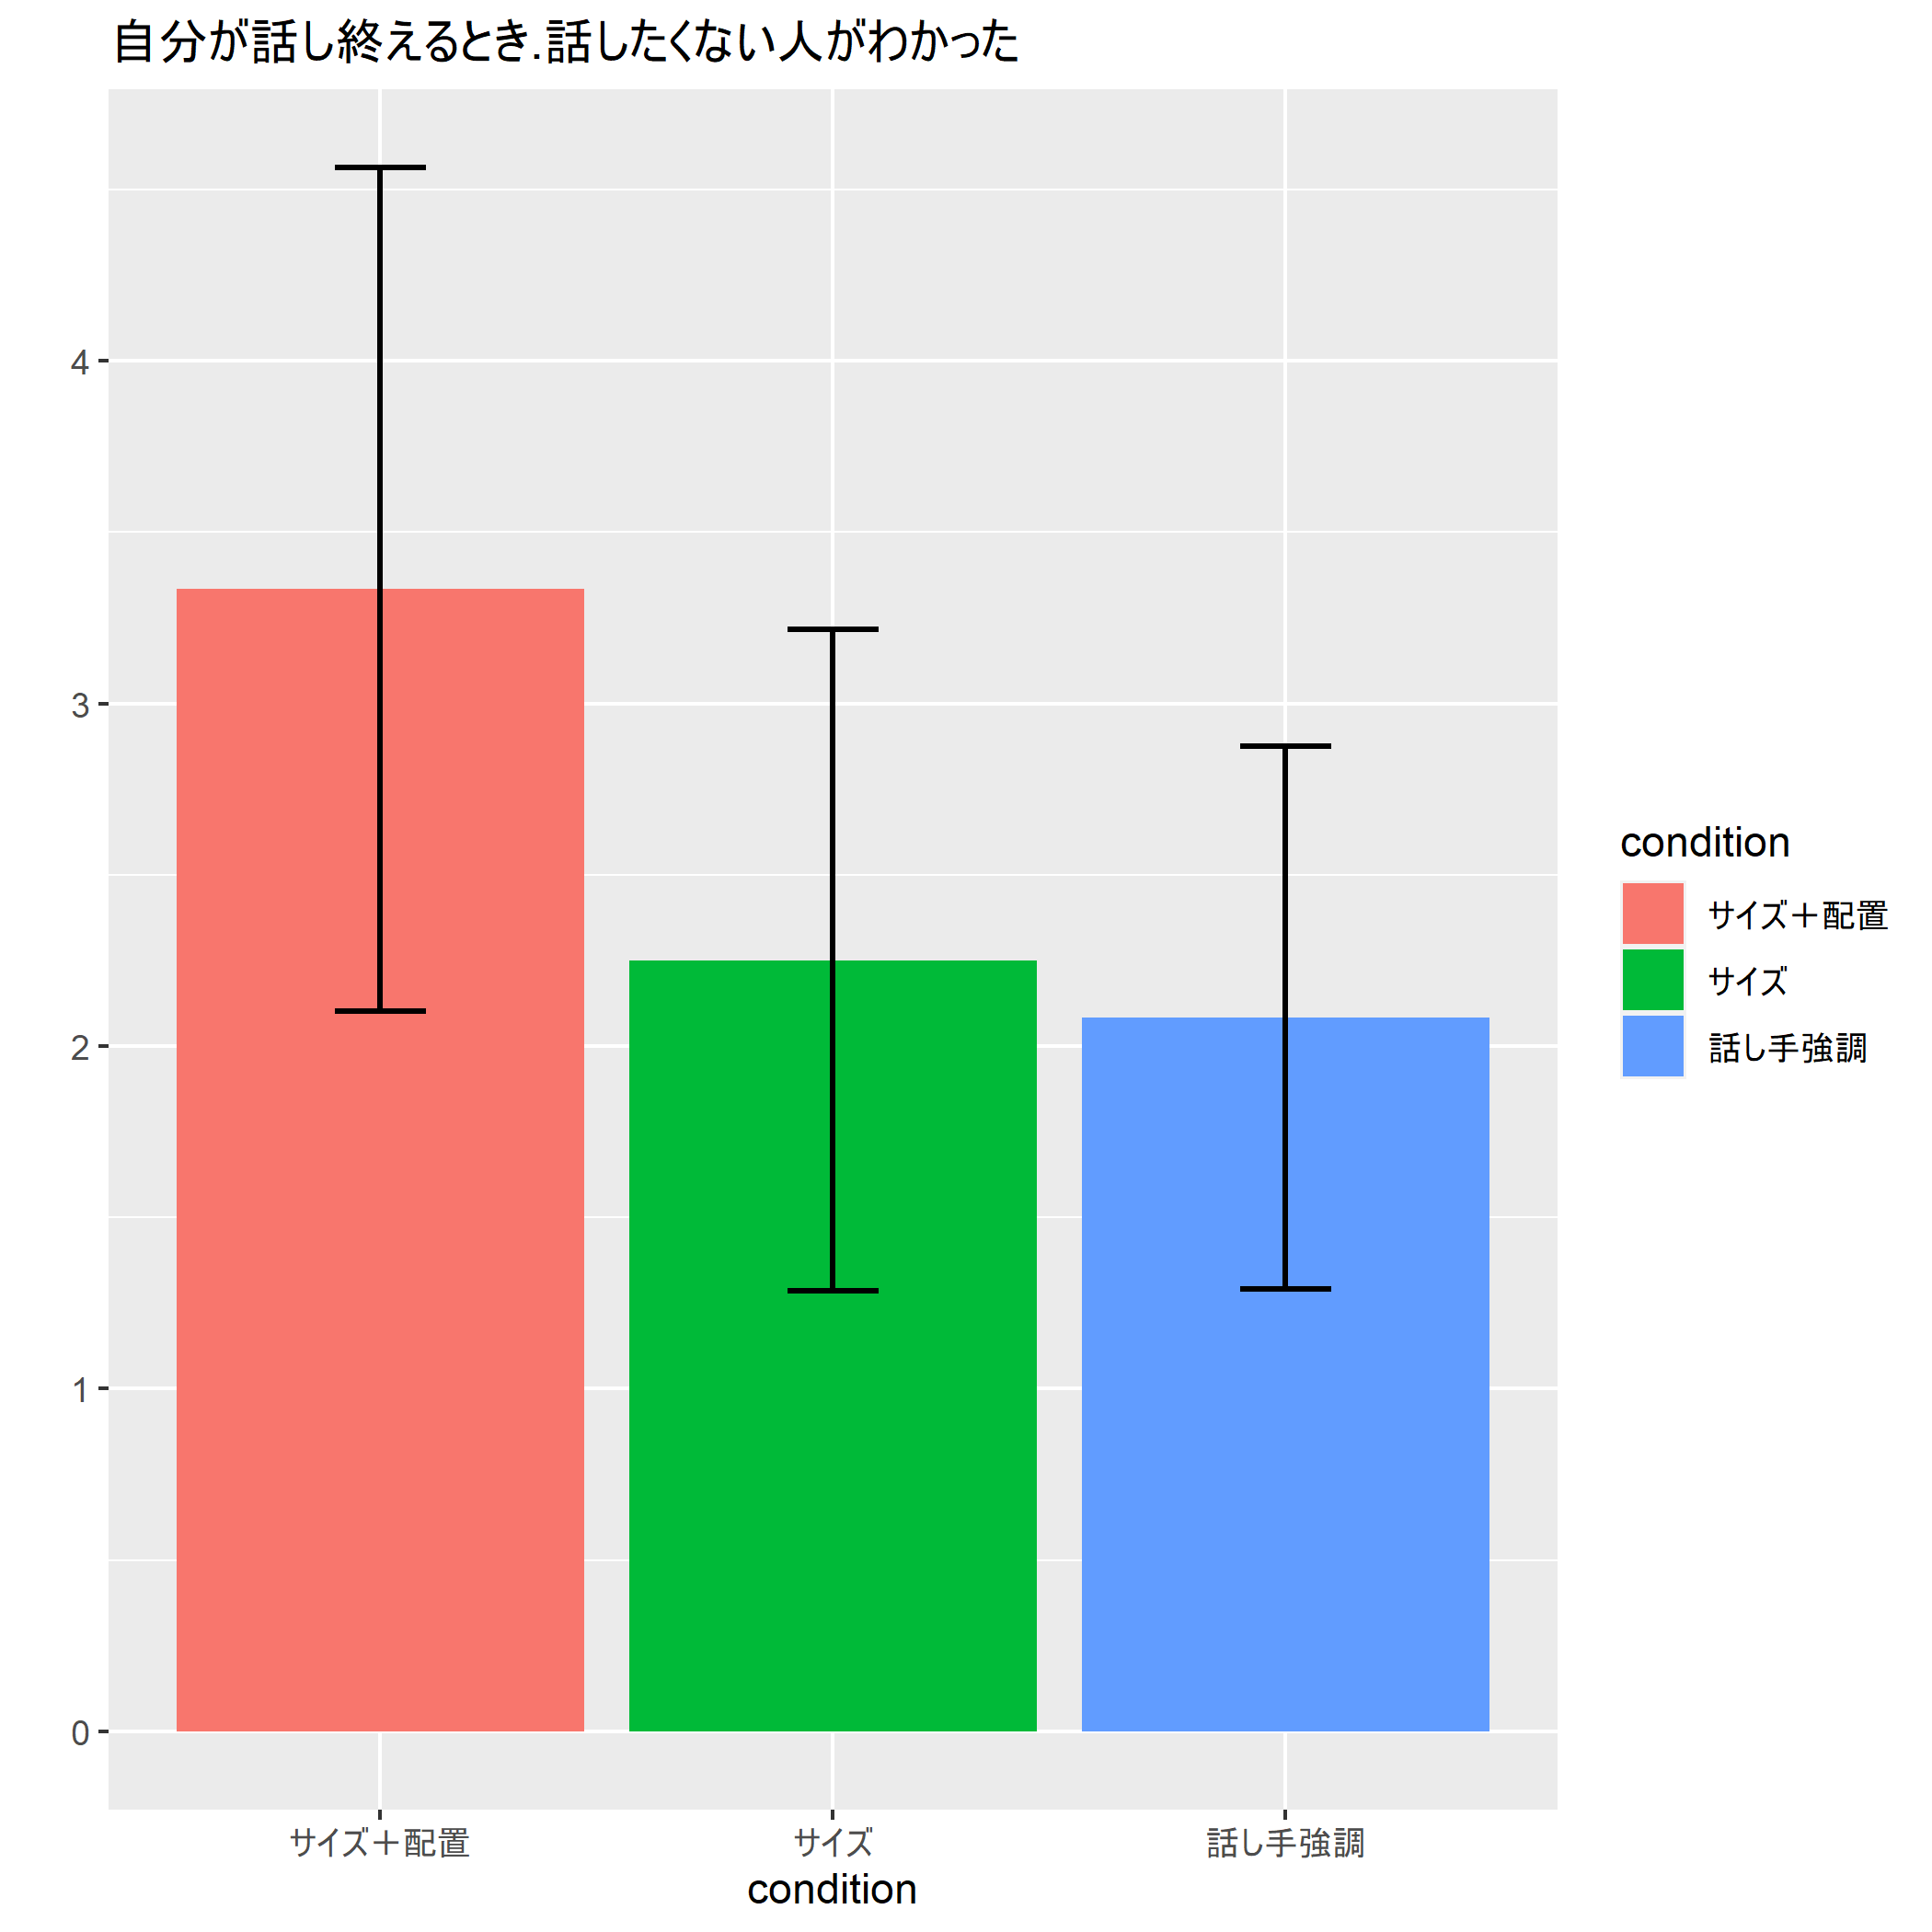 自分が話し終えるとき.話したくない人がわかった
4
3
2
1
0
サイズ＋配置
サイズ
話し手強調
condition
condition
サイズ＋配置
サイズ
話し手強調